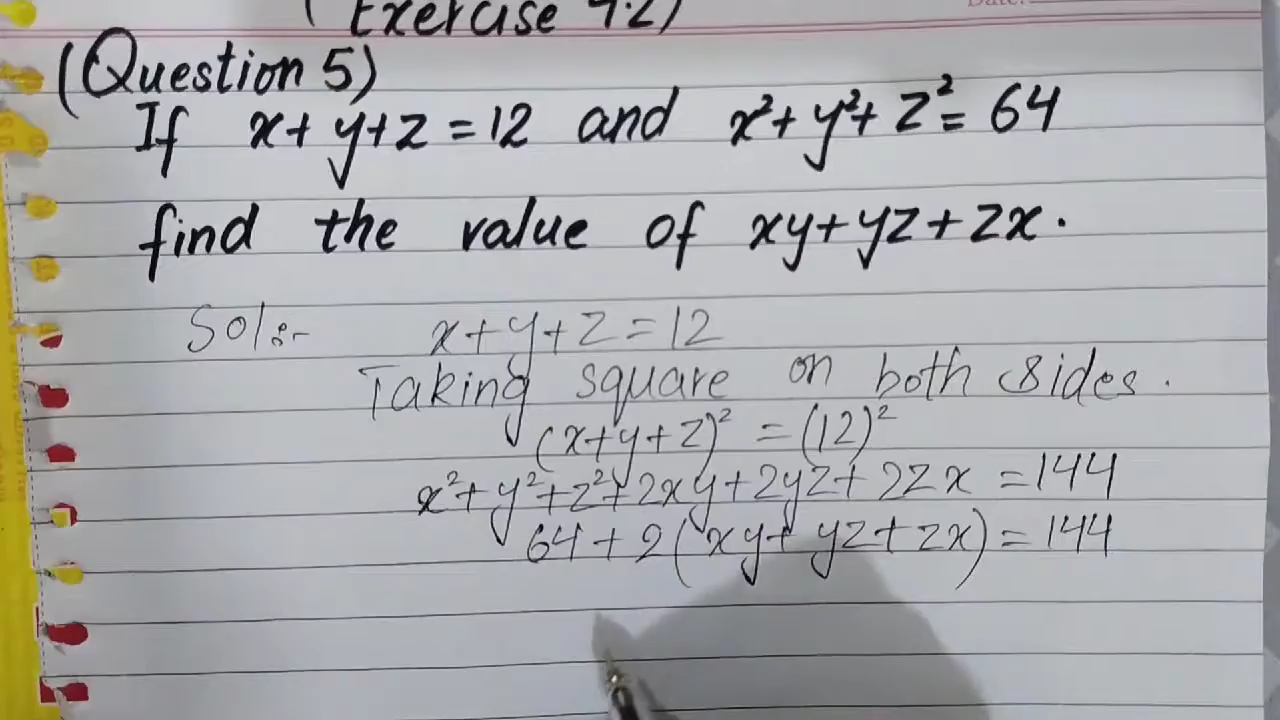 (Exercise 4.2)
Date:
(Question 5)
If x+y+z=12 and x²+y²+z²=64
find the value of xy+yz+zx.
Sol:- x+y+z=12
Taking square on both sides.
(x+y+z)²=(12)²
x²+y²+z²+2xy+2yz+2zx=144
64+2(xy+yz+zx)=144